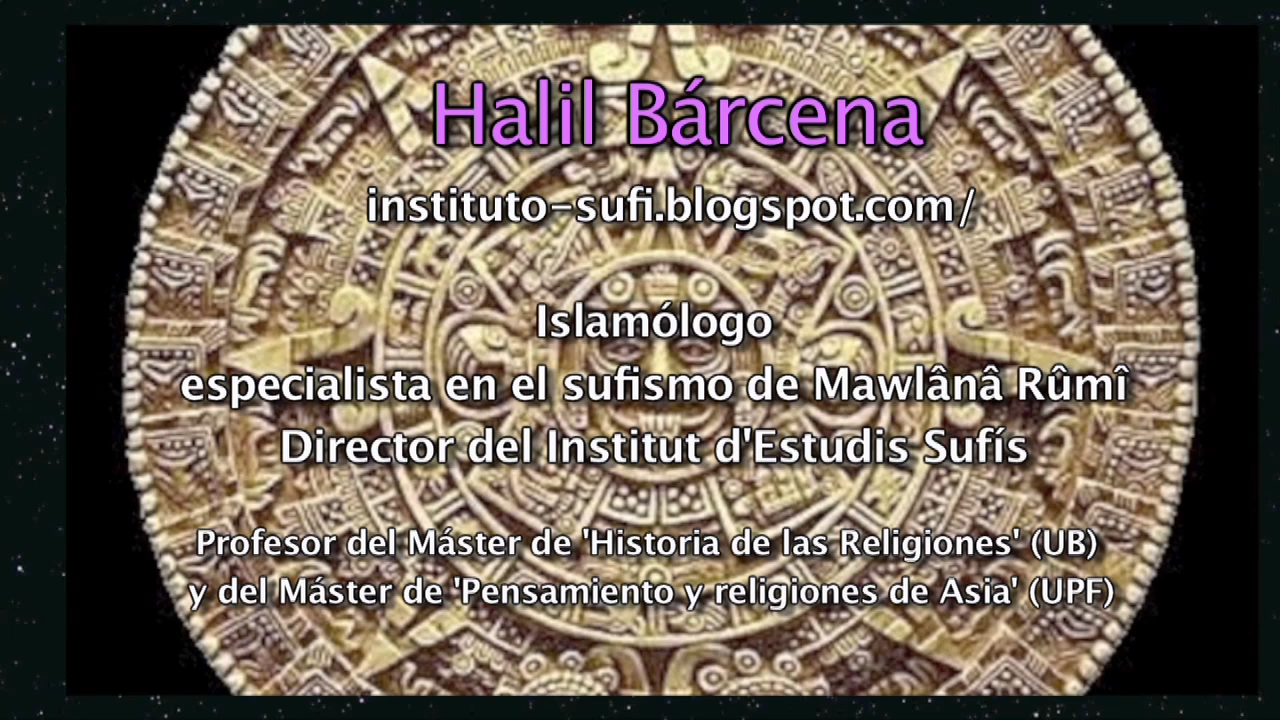 Halil Bárcena
instituto-sufi.blogspot.com/
Islamólogo
especialista en el sufismo de Mawlânâ Rûmî
Director del Institut d'Estudis Sufís
Profesor del Máster de 'Historia de las Religiones' (UB)
y del Máster de 'Pensamiento y religiones de Asia' (UPF)